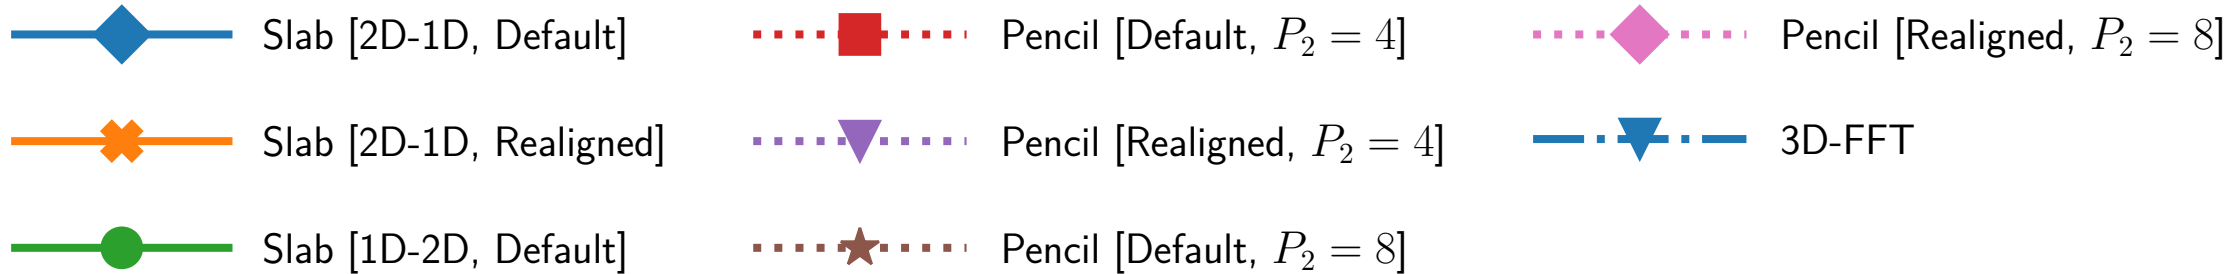 Slab [2D-1D, Default]
Slab [2D-1D, Realigned]
Slab [1D-2D, Default]
Pencil [Default, P₂ = 4]
Pencil [Realigned, P₂ = 4]
Pencil [Default, P₂ = 8]
Pencil [Realigned, P₂ = 8]
3D-FFT